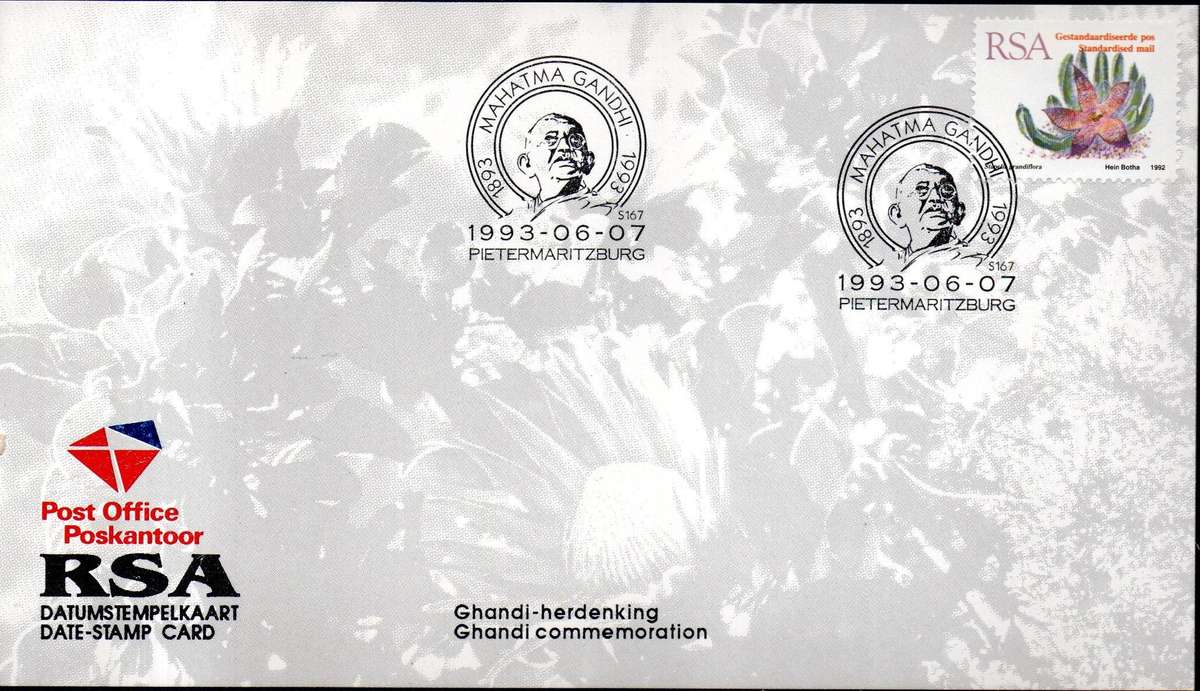 MAHATMA GANDHI
1893 1993
S167
1993-06-07
PIETERMARITZBURG
RSA
Gestandaardiseerde pos
Standardised mail
grandiflora
Hein Botha 1992
MAHATMA GANDHI
1893 1993
S167
1993-06-07
PIETERMARITZBURG
Post Office
Poskantoor
RSA
DATUMSTEMPELKAART
DATE-STAMP CARD
Ghandi-herdenking
Ghandi commemoration